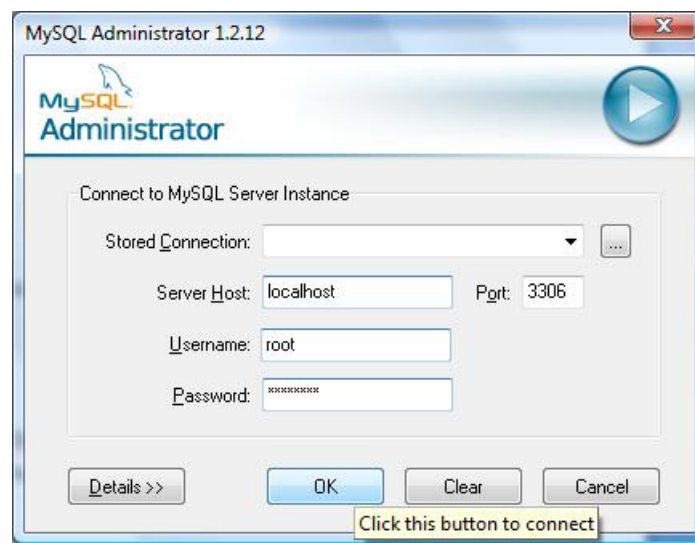 MySQL Administrator 1.2.12
MySQL
Administrator
Connect to MySQL Server Instance
Stored Connection:
...
Server Host: localhost Port: 3306
Username: root
Password: ********
Details >> OK Clear Cancel
Click this button to connect